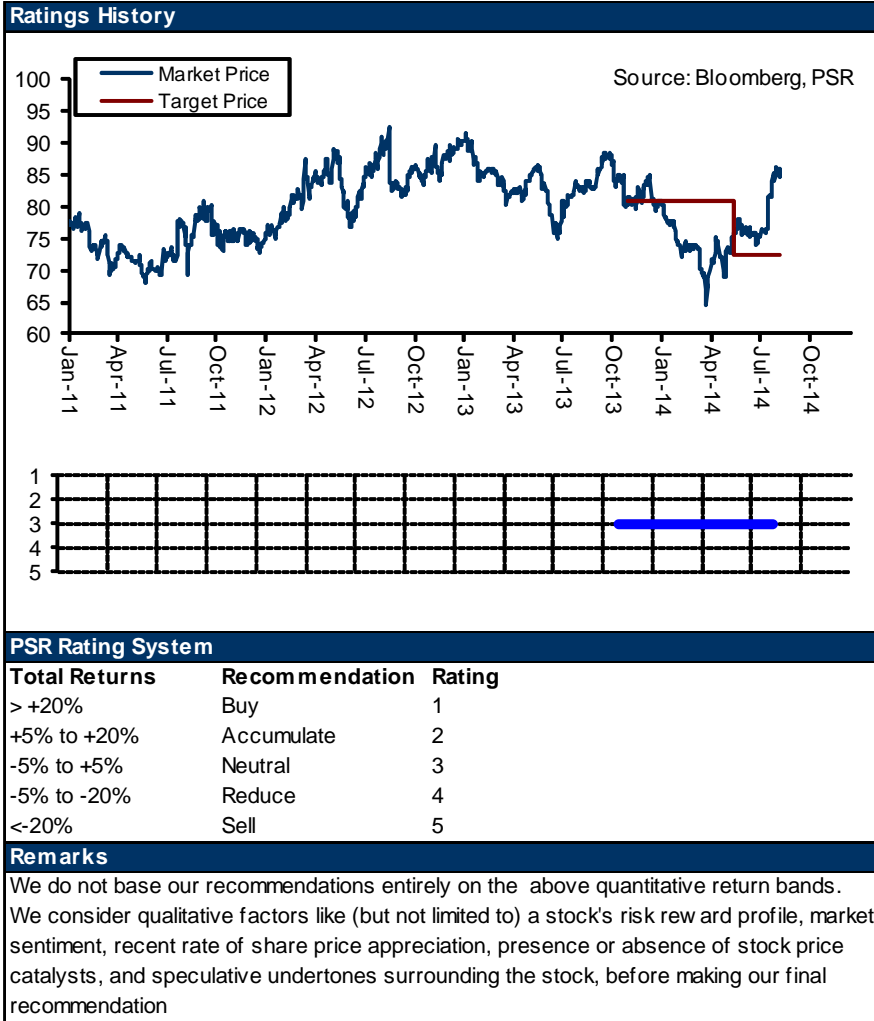 Ratings History
Market Price
Target Price
Source: Bloomberg, PSR
100
95
90
85
80
75
70
65
60
Jan-11
Apr-11
Jul-11
Oct-11
Jan-12
Apr-12
Jul-12
Oct-12
Jan-13
Apr-13
Jul-13
Oct-13
Jan-14
Apr-14
Jul-14
Oct-14
1
2
3
4
5
PSR Rating System
Total Returns Recommendation Rating
> +20% Buy 1
+5% to +20% Accumulate 2
-5% to +5% Neutral 3
-5% to -20% Reduce 4
<-20% Sell 5
Remarks
We do not base our recommendations entirely on the above quantitative return bands.
We consider qualitative factors like (but not limited to) a stock's risk reward profile, market
sentiment, recent rate of share price appreciation, presence or absence of stock price
catalysts, and speculative undertones surrounding the stock, before making our final
recommendation